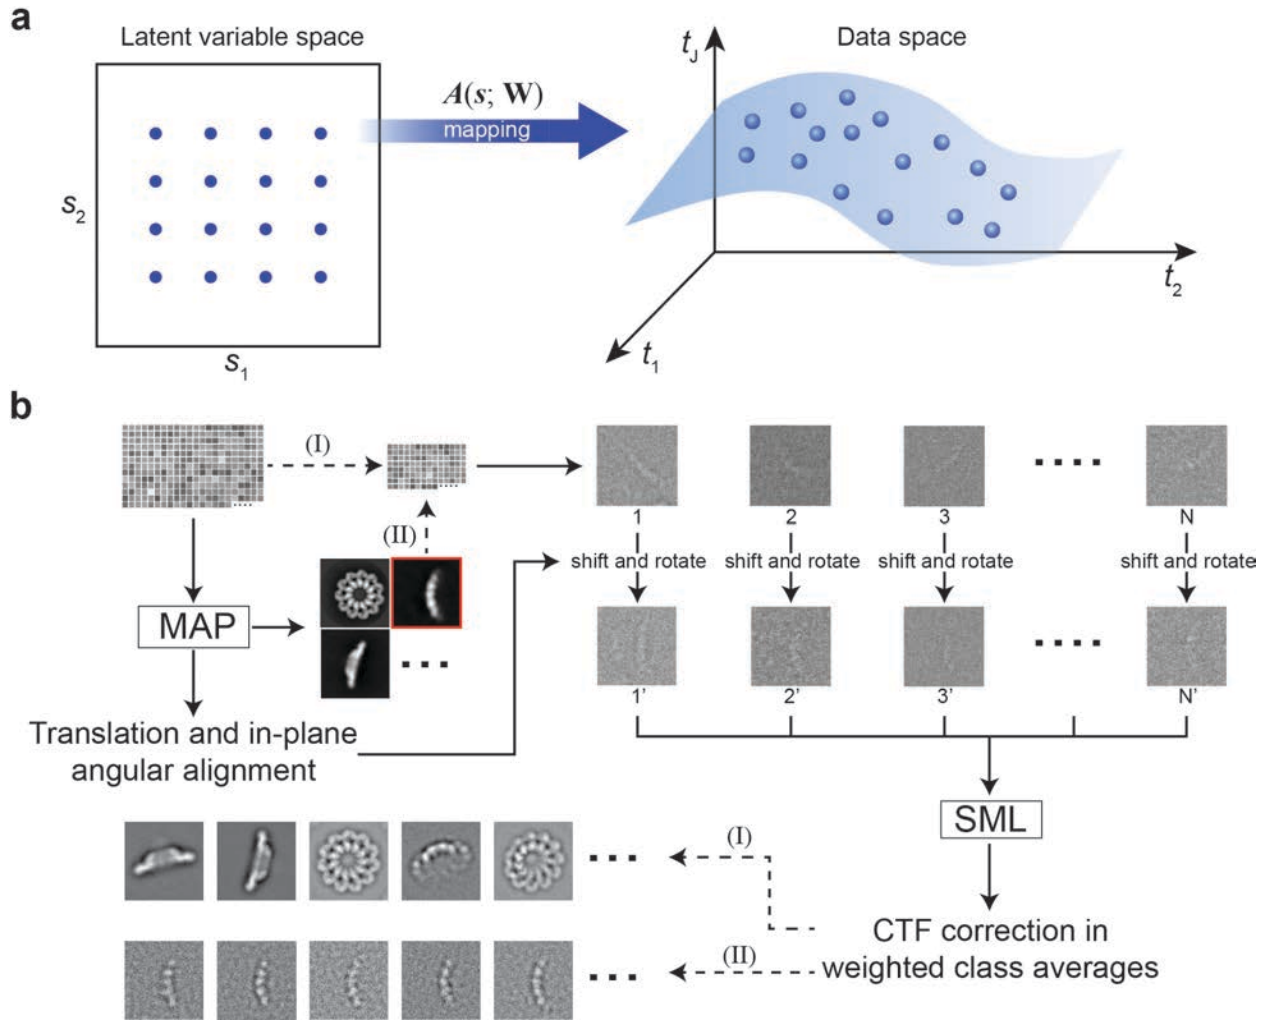 a
Latent variable space
Data space
A(s; W)
mapping
s2
s1
tJ
t2
t1
b
(I)
(II)
1
2
3
N
shift and rotate
shift and rotate
shift and rotate
shift and rotate
MAP
1’
2’
3’
N’
Translation and in-plane
angular alignment
SML
(I)
CTF correction in
weighted class averages
(II)